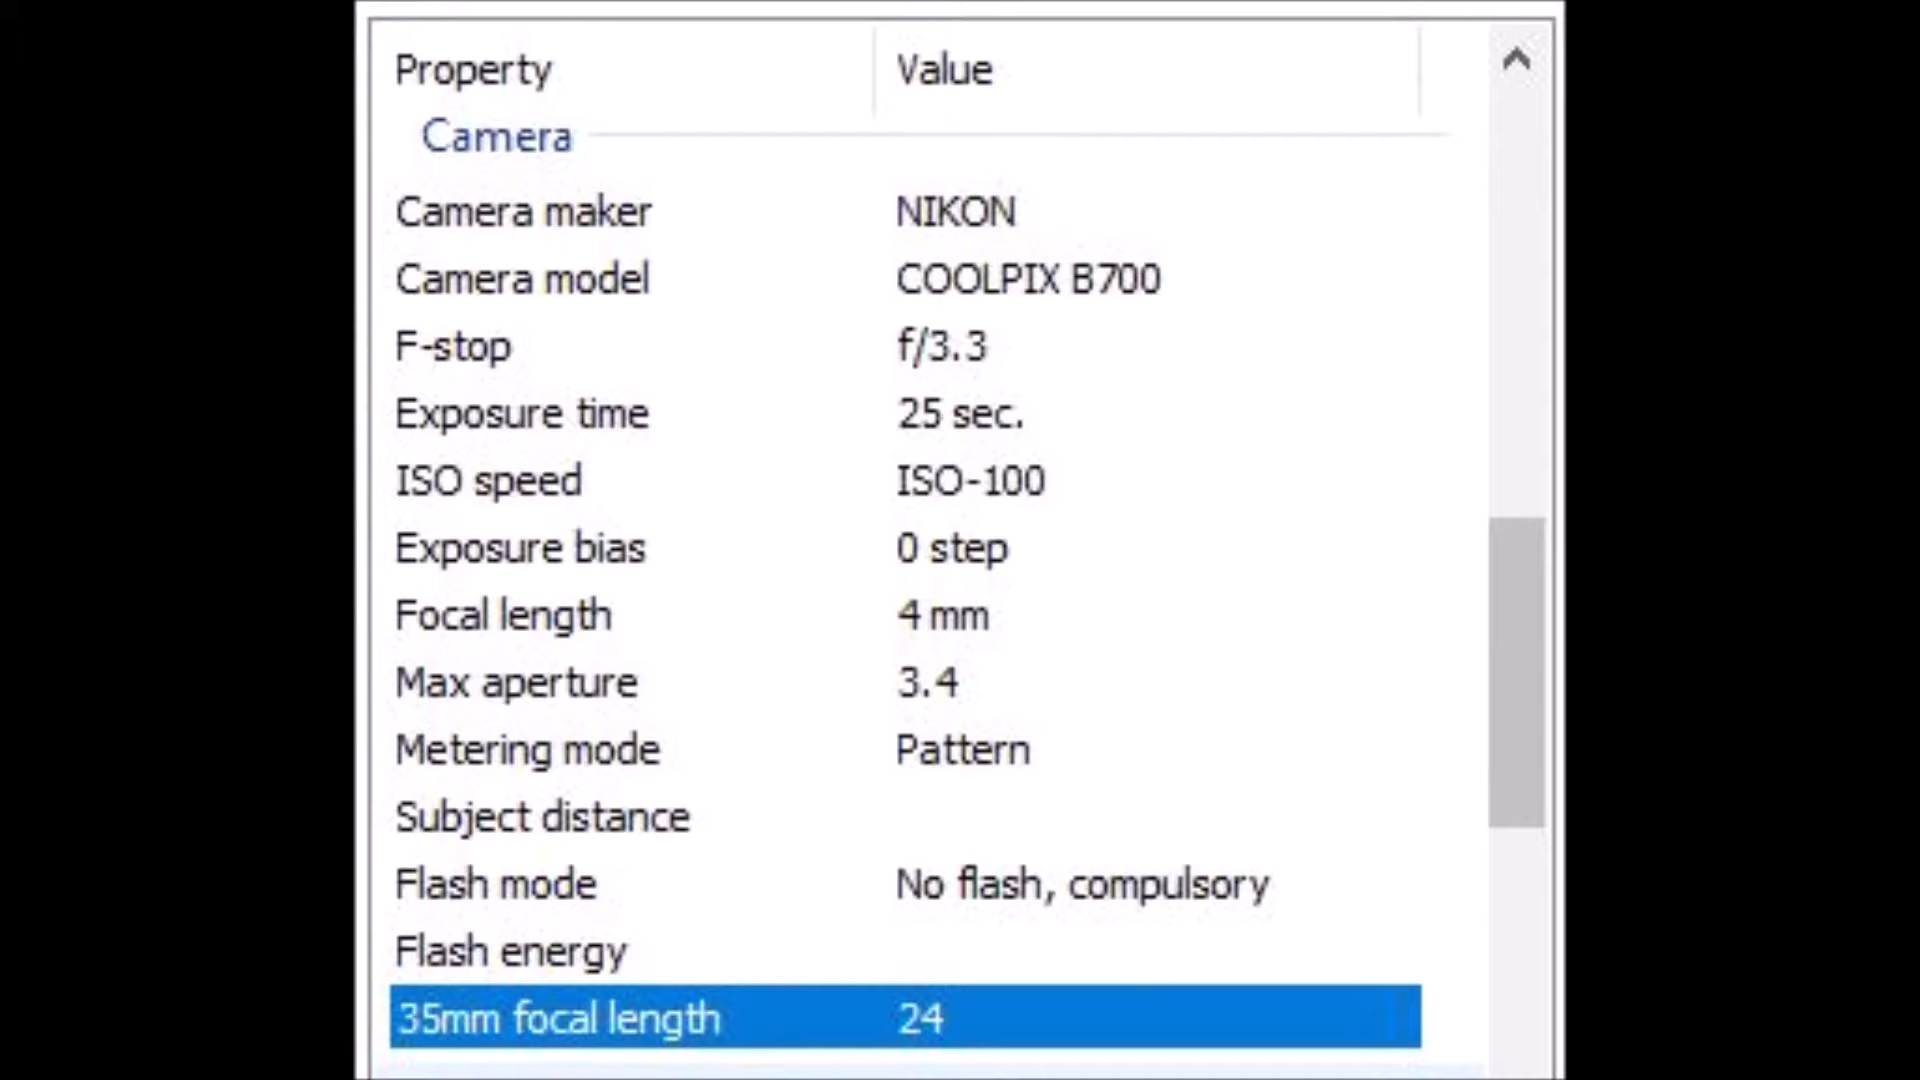 Property Value
Camera
Camera maker NIKON
Camera model COOLPIX B700
F-stop f/3.3
Exposure time 25 sec.
ISO speed ISO-100
Exposure bias 0 step
Focal length 4 mm
Max aperture 3.4
Metering mode Pattern
Subject distance
Flash mode No flash, compulsory
Flash energy
35mm focal length 24